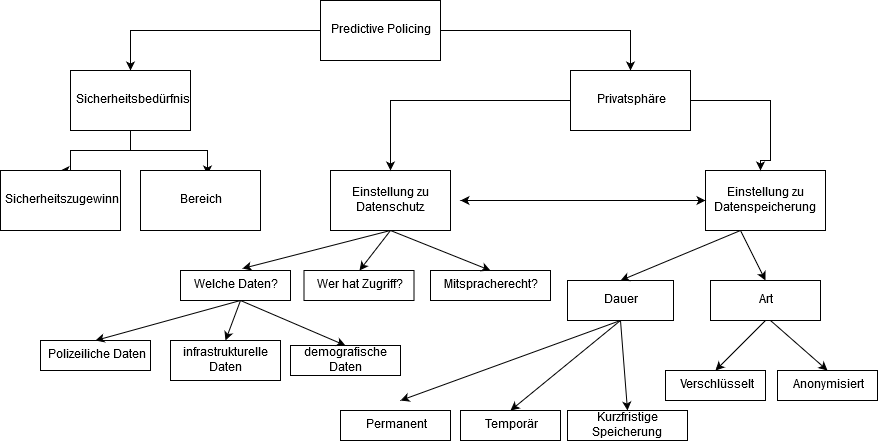 Predictive Policing
Sicherheitsbedürfnis
Privatsphäre
Sicherheitszugewinn
Bereich
Einstellung zu
Datenschutz
Einstellung zu
Datenspeicherung
Welche Daten?
Wer hat Zugriff?
Mitspracherecht?
Dauer
Art
Polizeiliche Daten
infrastrukturelle
Daten
demografische
Daten
Verschlüsselt
Anonymisiert
Permanent
Temporär
Kurzfristige
Speicherung